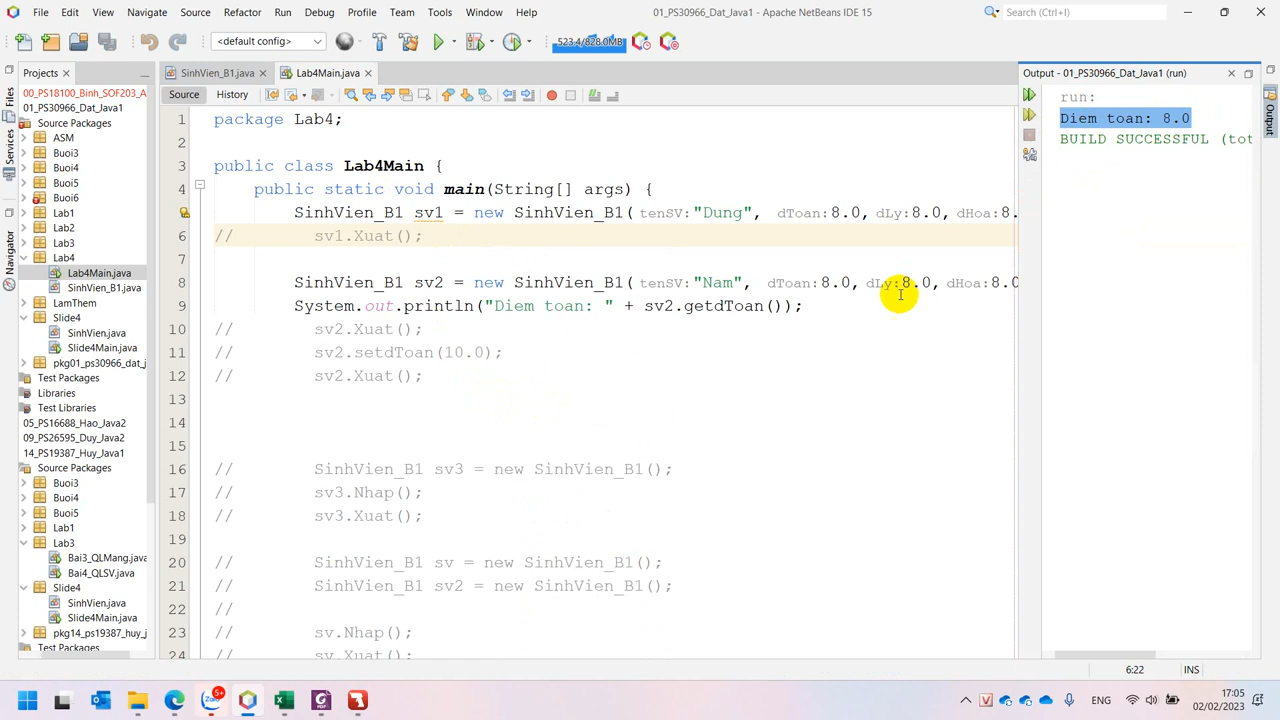 File Edit View Navigate Source Refactor Run Debug Profile Team Tools Window Help
01_PS30966_Dat_Java1 - Apache NetBeans IDE 15
Search (Ctrl+I)
<default config>
523.4/828.0MB
Projects
SinhVien_B1.java
Lab4Main.java
Output - 01_PS30966_Dat_Java1 (run)
Source History
Files
Services
Navigator
Output
00_PS18100_Binh_SOF203_A
01_PS30966_Dat_Java1
Source Packages
ASM
Buoi3
Buoi4
Buoi5
Buoi6
Lab1
Lab2
Lab3
Lab4
Lab4Main.java
SinhVien_B1.java
LamThem
Slide4
SinhVien.java
Slide4Main.java
pkg01_ps30966_dat_j
Test Packages
Libraries
Test Libraries
05_PS16688_Hao_Java2
09_PS26595_Duy_Java2
14_PS19387_Huy_Java1
Source Packages
Buoi3
Buoi4
Buoi5
Lab1
Lab3
Bai3_QLMang.java
Bai4_QLSV.java
Slide4
SinhVien.java
Slide4Main.java
pkg14_ps19387_huy_j
Test Packages
1 package Lab4;
2
3 public class Lab4Main {
4 public static void main(String[] args) {
5 SinhVien_B1 sv1 = new SinhVien_B1( tenSV: "Dung", dToan: 8.0, dLy: 8.0, dHoa: 8.
6 // sv1.Xuat();
7
8 SinhVien_B1 sv2 = new SinhVien_B1( tenSV: "Nam", dToan: 8.0, dLy: 8.0, dHoa: 8.0
9 System.out.println("Diem toan: " + sv2.getdToan());
10 // sv2.Xuat();
11 // sv2.setdToan(10.0);
12 // sv2.Xuat();
13
14
15
16 // SinhVien_B1 sv3 = new SinhVien_B1();
17 // sv3.Nhap();
18 // sv3.Xuat();
19
20 // SinhVien_B1 sv = new SinhVien_B1();
21 // SinhVien_B1 sv2 = new SinhVien_B1();
22 //
23 // sv.Nhap();
24 // sv.Xuat();
run:
Diem toan: 8.0
BUILD SUCCESSFUL (tot
6:22 INS
Zalo 5+
ENG
17:05
02/02/2023